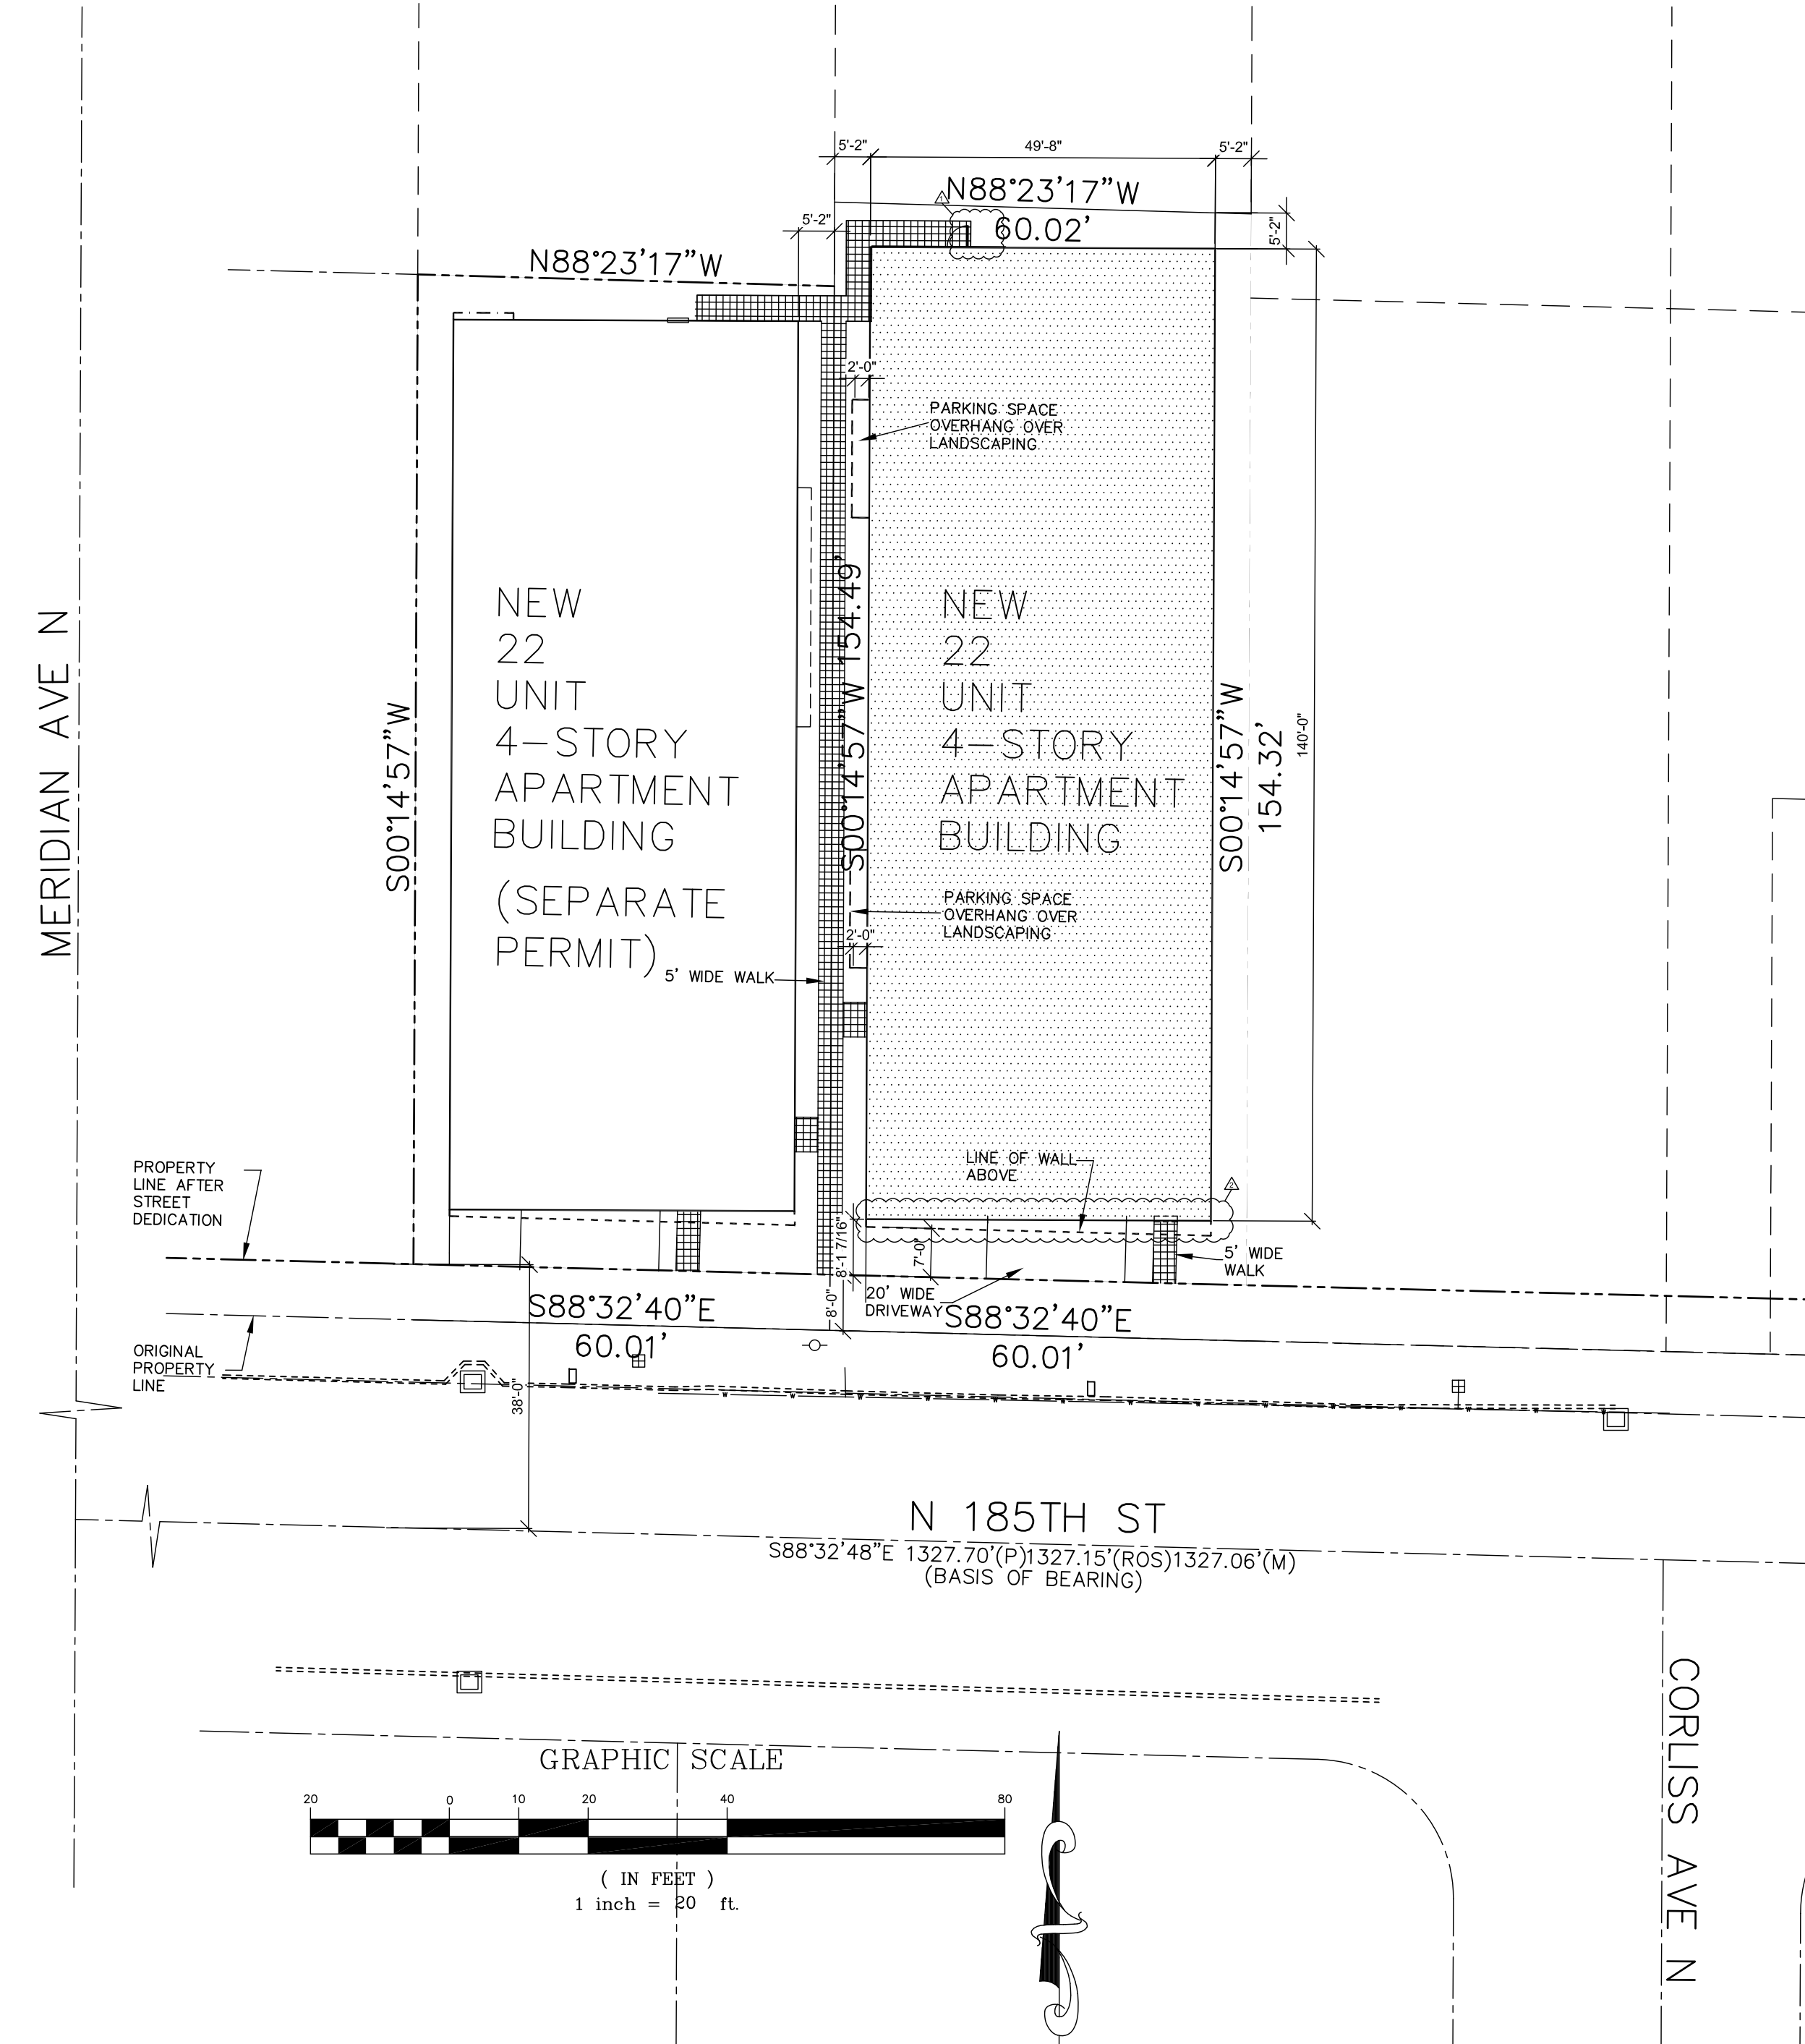 5'-2"
49'-8"
5'-2"
N88°23'17"W
60.02'
5'-2"
5'-2"
N88°23'17"W
2'-0"
PARKING SPACE
OVERHANG OVER
LANDSCAPING
MERIDIAN AVE N
S00°14'57"W
NEW
22
UNIT
4-STORY
APARTMENT
BUILDING
(SEPARATE
PERMIT)
S00°14'57"W 154.49'
NEW
22
UNIT
4-STORY
APARTMENT
BUILDING
S00°14'57"W
154.32'
140'-0"
PARKING SPACE
OVERHANG OVER
LANDSCAPING
2'-0"
5' WIDE WALK
LINE OF WALL
ABOVE
PROPERTY
LINE AFTER
STREET
DEDICATION
8'-1 7/16"
7'-0"
5' WIDE
WALK
20' WIDE
DRIVEWAY
8'-0"
S88°32'40"E
60.01'
S88°32'40"E
60.01'
ORIGINAL
PROPERTY
LINE
38'-0"
W W W W W W W W W W W W W W
N 185TH ST
S88°32'48"E 1327.70'(P)1327.15'(ROS)1327.06'(M)
(BASIS OF BEARING)
CORLISS AVE N
GRAPHIC SCALE
20 0 10 20 40 80
( IN FEET )
1 inch = 20 ft.